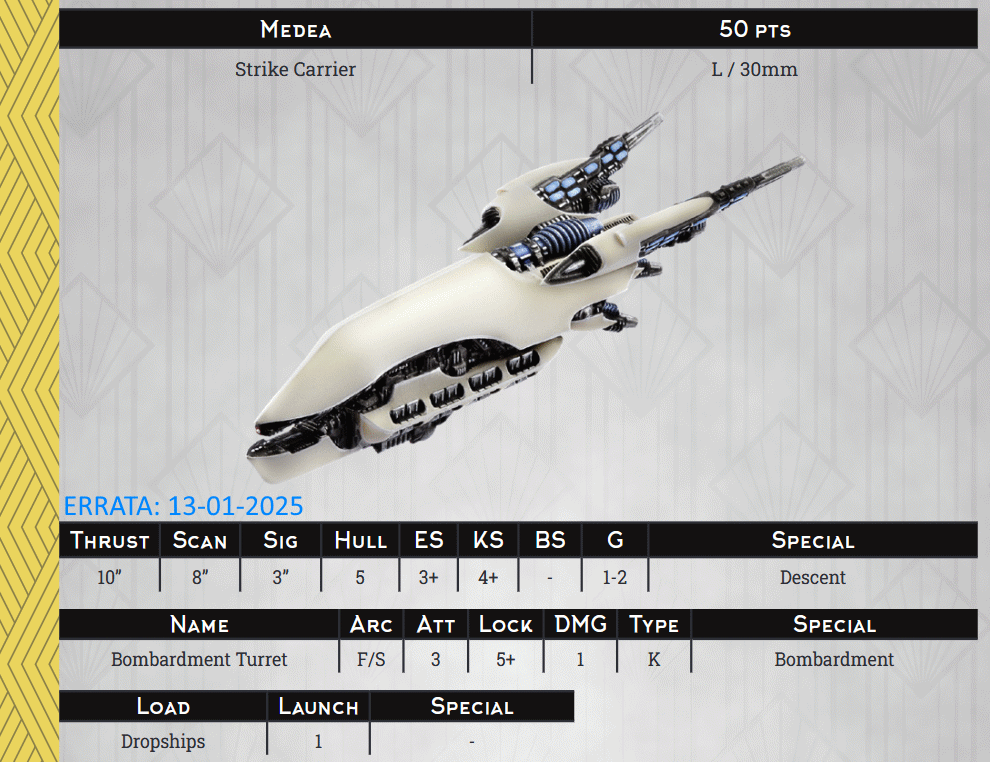 MEDEA 50 PTS
Strike Carrier L / 30mm
ERRATA: 13-01-2025
THRUST SCAN SIG HULL ES KS BS G SPECIAL
10” 8” 3” 5 3+ 4+ - 1-2 Descent
NAME ARC ATT LOCK DMG TYPE SPECIAL
Bombardment Turret F/S 3 5+ 1 K Bombardment
LOAD LAUNCH SPECIAL
Dropships 1 -